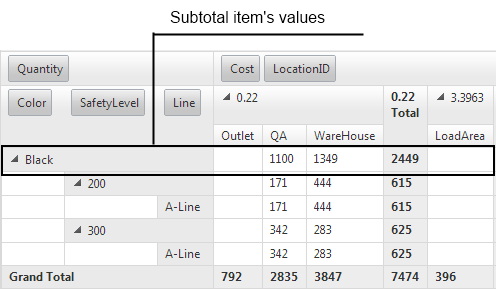 Subtotal item's values
Quantity Cost LocationID
Color SafetyLevel Line 0.22 0.22 Total 3.3963
Outlet QA WareHouse LoadArea
Black 1100 1349 2449
200 171 444 615
A-Line 171 444 615
300 342 283 625
A-Line 342 283 625
Grand Total 792 2835 3847 7474 396